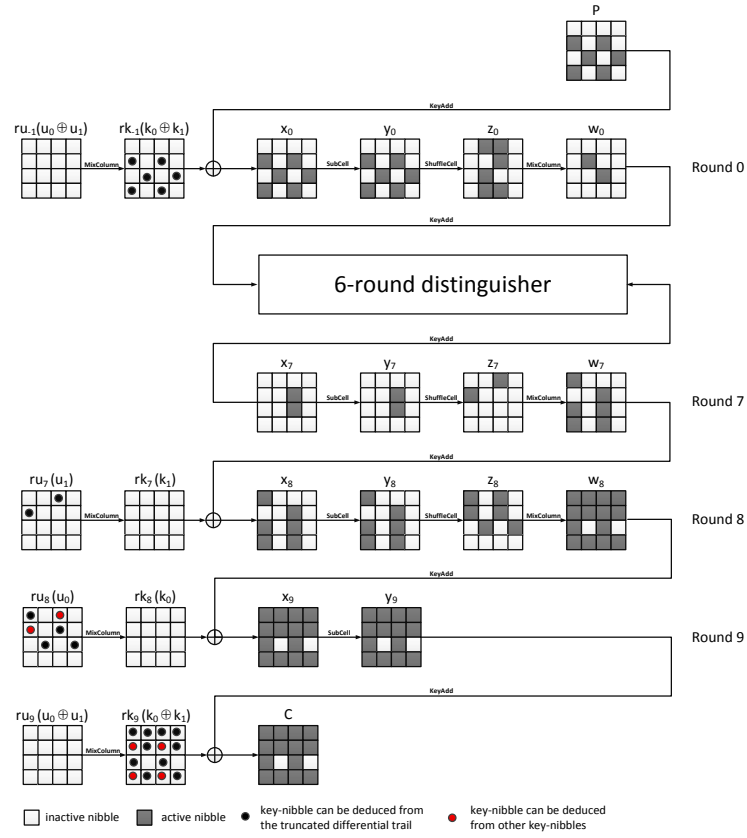 P
KeyAdd
ru₋₁(u₀ ⊕ u₁) rk₋₁(k₀ ⊕ k₁) x₀ y₀ z₀ w₀
MixColumn SubCell ShuffleCell MixColumn Round 0
KeyAdd
6-round distinguisher
KeyAdd
x₇ y₇ z₇ w₇
SubCell ShuffleCell MixColumn Round 7
KeyAdd
ru₇ (u₁) rk₇ (k₁) x₈ y₈ z₈ w₈
MixColumn SubCell ShuffleCell MixColumn Round 8
KeyAdd
ru₈ (u₀) rk₈ (k₀) x₉ y₉
MixColumn SubCell Round 9
KeyAdd
ru₉ (u₀ ⊕ u₁) rk₉ (k₀ ⊕ k₁) C
MixColumn
inactive nibble active nibble key-nibble can be deduced from key-nibble can be deduced
the truncated differential trail from other key-nibbles